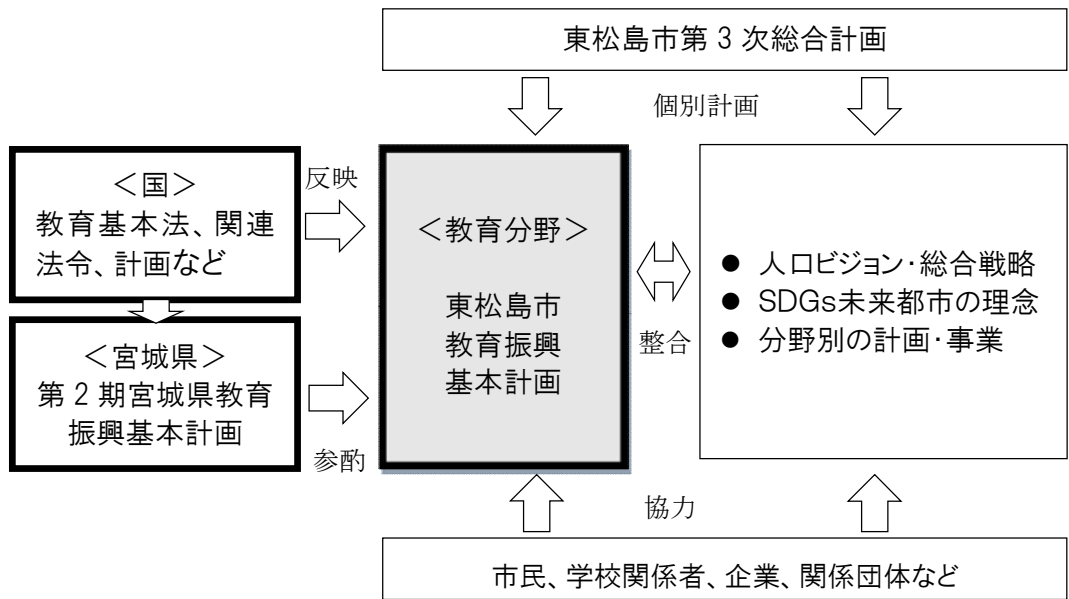 東松島市第３次総合計画
個別計画
＜国＞
教育基本法、関連
法令、計画など
反映
＜宮城県＞
第２期宮城県教育
振興基本計画
参酌
＜教育分野＞
東松島市
教育振興
基本計画
整合
● 人口ビジョン・総合戦略
● SDGs未来都市の理念
● 分野別の計画・事業
協力
市民、学校関係者、企業、関係団体など